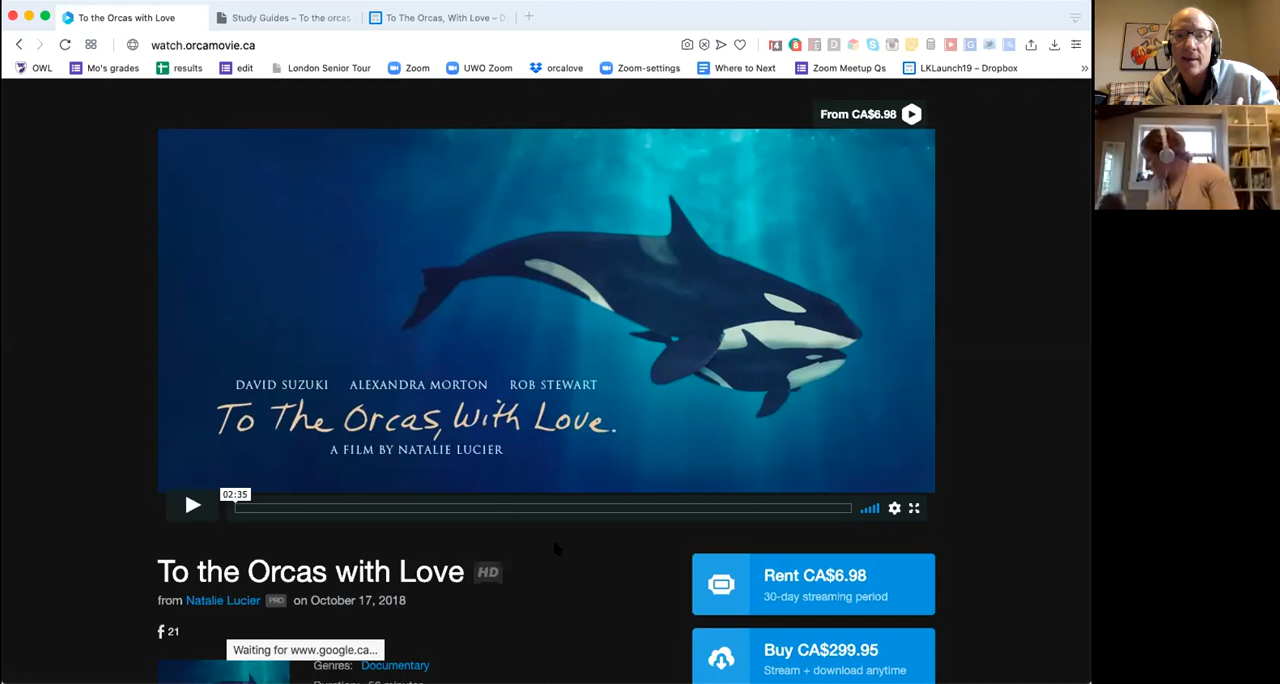 To the Orcas with Love
Study Guides – To the orcas
To The Orcas, With Love –
watch.orcamovie.ca
OWL
Mo's grades
results
edit
London Senior Tour
Zoom
UWO Zoom
orcalove
Zoom-settings
Where to Next
Zoom Meetup Qs
LKLaunch19 – Dropbox
»
From CA$6.98
DAVID SUZUKI ALEXANDRA MORTON ROB STEWART
To The Orcas, With Love.
A FILM BY NATALIE LUCIER
02:35
To the Orcas with Love HD
from Natalie Lucier PRO on October 17, 2018
21
Waiting for www.google.ca...
Genres: Documentary
Duration: 56 minutes
Rent CA$6.98
30-day streaming period
Buy CA$299.95
Stream + download anytime